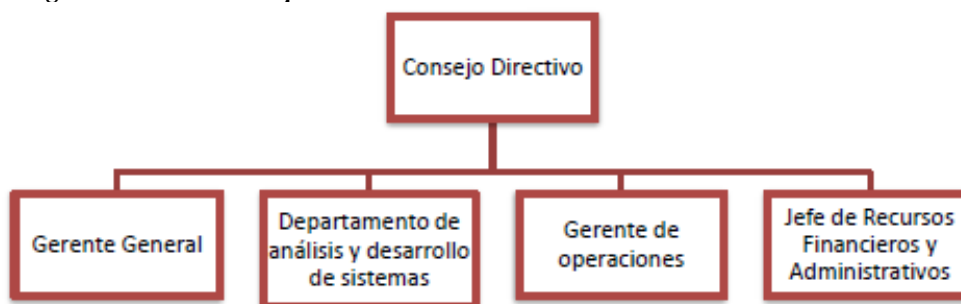 Consejo Directivo
Gerente General
Departamento de
análisis y desarrollo
de sistemas
Gerente de
operaciones
Jefe de Recursos
Financieros y
Administrativos